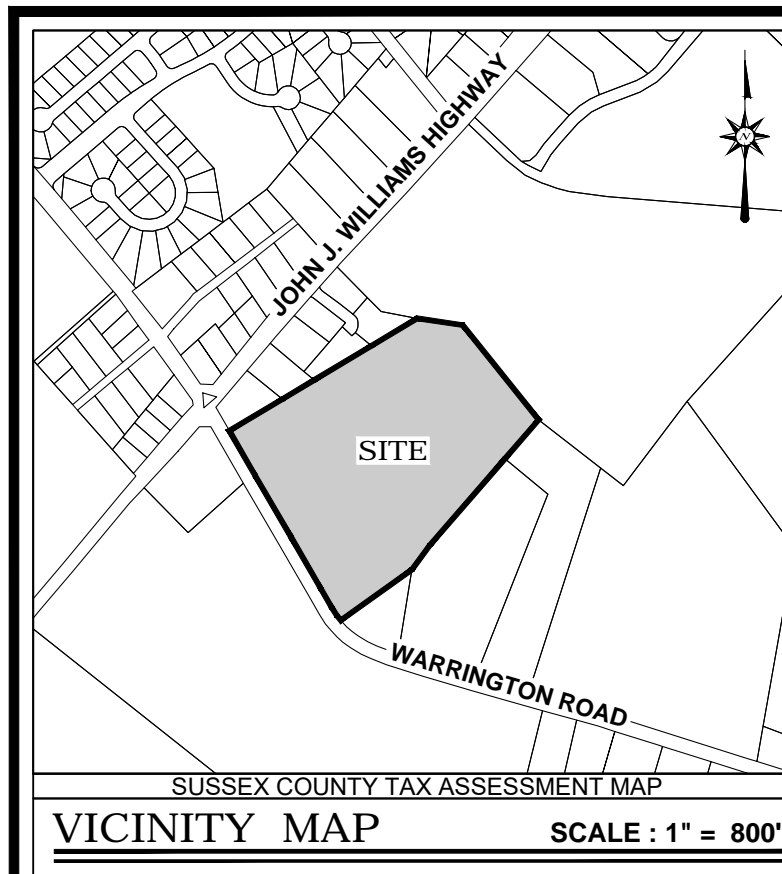 N
JOHN J. WILLIAMS HIGHWAY
SITE
WARRINGTON ROAD
SUSSEX COUNTY TAX ASSESSMENT MAP
VICINITY MAP
SCALE : 1" = 800'